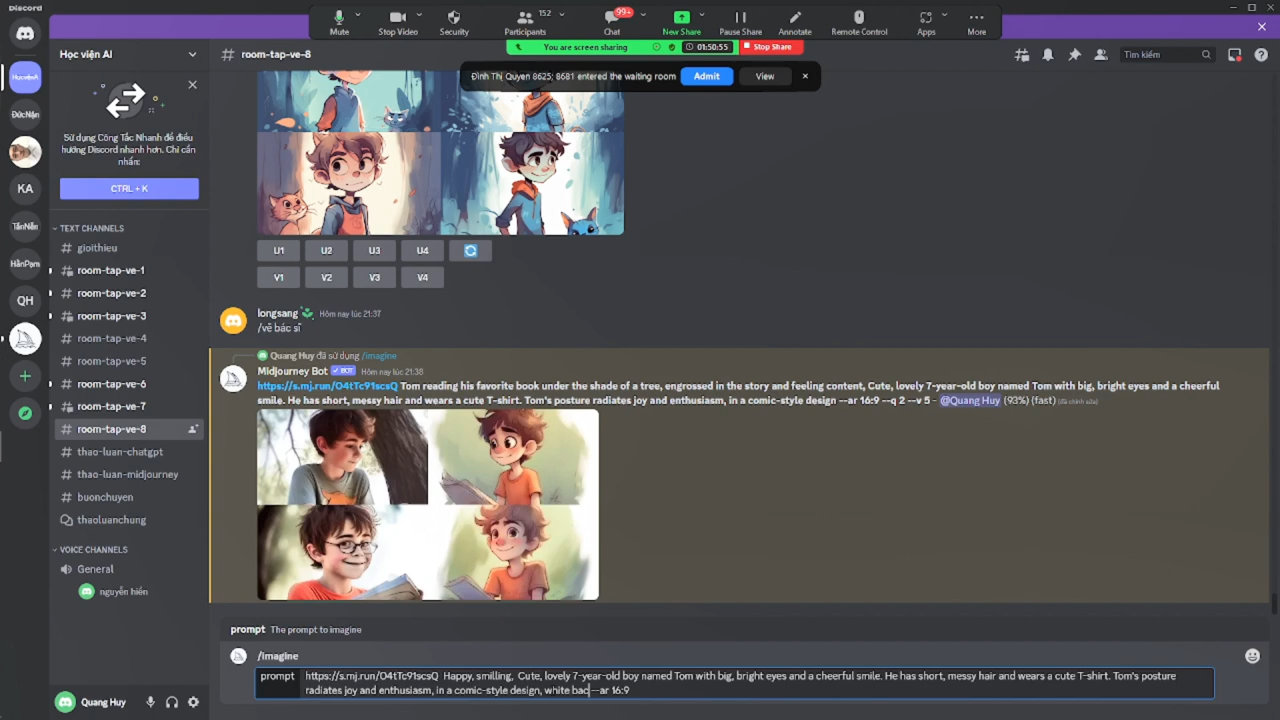 Discord
Mute
Stop Video
Security
152
Participants
99+
Chat
New Share
Pause Share
Annotate
Remote Control
Apps
More
You are screen sharing
01:50:55
Stop Share
Học viện AI
room-tap-ve-8
Tìm kiếm
Đinh Thị Quyen 8625; 8681 entered the waiting room
Admit
View
Sử dụng Công Tắc Nhanh để điều
hướng Discord nhanh hơn. Chỉ cần
nhấn:
CTRL + K
ĐứcNận
KA
QH
TEXT CHANNELS
gioithieu
room-tap-ve-1
room-tap-ve-2
room-tap-ve-3
room-tap-ve-4
room-tap-ve-5
room-tap-ve-6
room-tap-ve-7
room-tap-ve-8
thao-luan-chatgpt
thao-luan-midjourney
buonchuyen
thaoluanchung
VOICE CHANNELS
General
nguyễn hiền
Quang Huy
U1 U2 U3 U4
V1 V2 V3 V4
longsang Hôm nay lúc 21:37
/vẽ bác sĩ
Quang Huy đã sử dụng /imagine
Midjourney Bot BOT Hôm nay lúc 21:38
https://s.mj.run/O4tTc91scsQ Tom reading his favorite book under the shade of a tree, engrossed in the story and feeling content, Cute, lovely 7-year-old boy named Tom with big, bright eyes and a cheerful
smile. He has short, messy hair and wears a cute T-shirt. Tom's posture radiates joy and enthusiasm, in a comic-style design --ar 16:9 --q 2 --v 5 - @Quang Huy (93%) (fast) (đã chỉnh sửa)
prompt The prompt to imagine
/imagine
prompt https://s.mj.run/O4tTc91scsQ Happy, smilling, Cute, lovely 7-year-old boy named Tom with big, bright eyes and a cheerful smile. He has short, messy hair and wears a cute T-shirt. Tom's posture
radiates joy and enthusiasm, in a comic-style design, white bac --ar 16:9